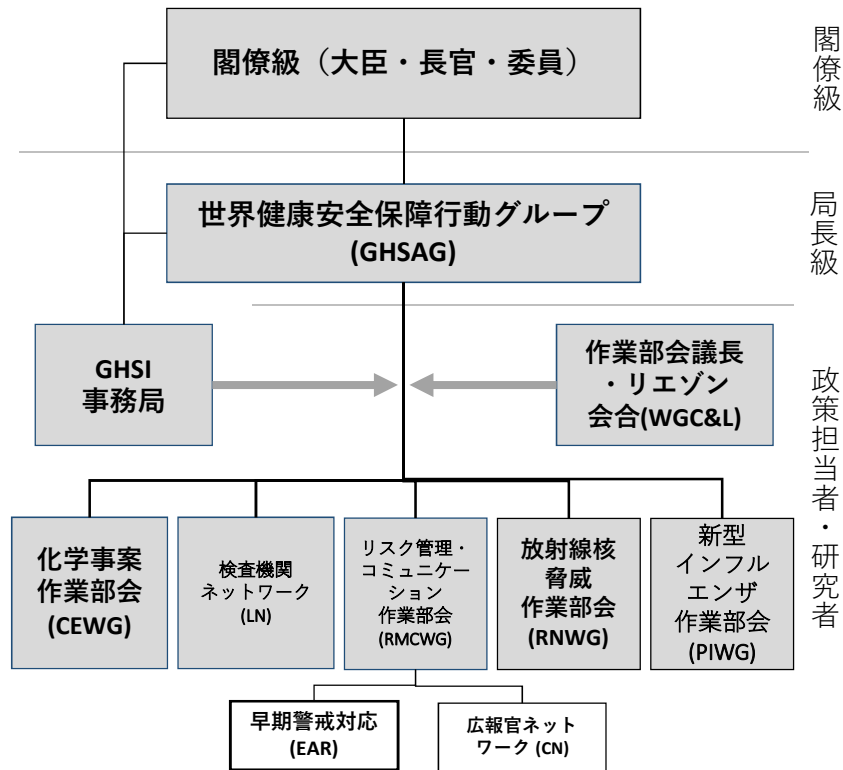 閣僚級（大臣・長官・委員）
閣僚級
世界健康安全保障行動グループ
(GHSAG)
局長級
GHSI
事務局
作業部会議長
・リエゾン
会合(WGC&L)
政策担当者・研究者
化学事案
作業部会
(CEWG)
検査機関
ネットワーク
(LN)
リスク管理・
コミュニケー
ション
作業部会
(RMCWG)
放射線核
脅威
作業部会
(RNWG)
新型
インフル
エンザ
作業部会
(PIWG)
早期警戒対応
(EAR)
広報官ネット
ワーク (CN)